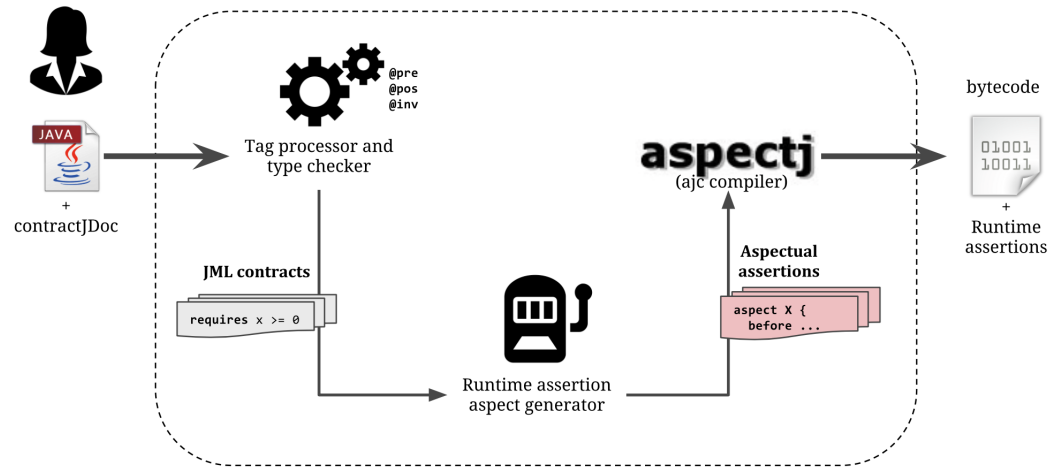 @pre
@pos
@inv
bytecode
JAVA
Tag processor and
type checker
aspectj
(ajc compiler)
01001
10011
+
contractJDoc
+
Runtime
assertions
JML contracts
requires x >= 0
Aspectual
assertions
aspect X {
before ...
Runtime assertion
aspect generator